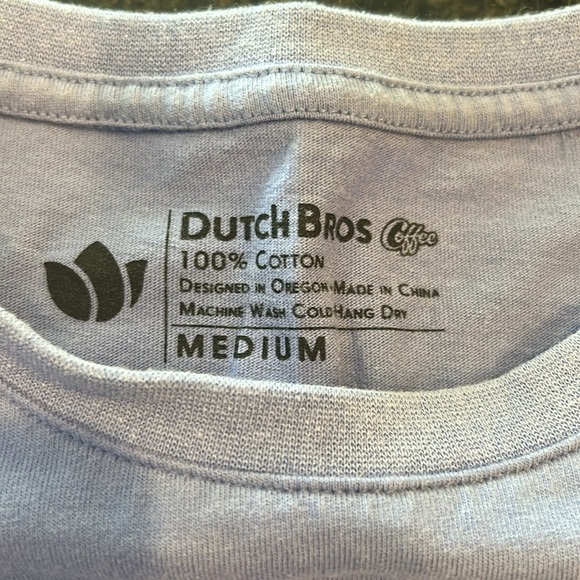 DUTCH BROS Coffee
100% COTTON
DESIGNED IN OREGON·MADE IN CHINA
MACHINE WASH COLD HANG DRY
MEDIUM